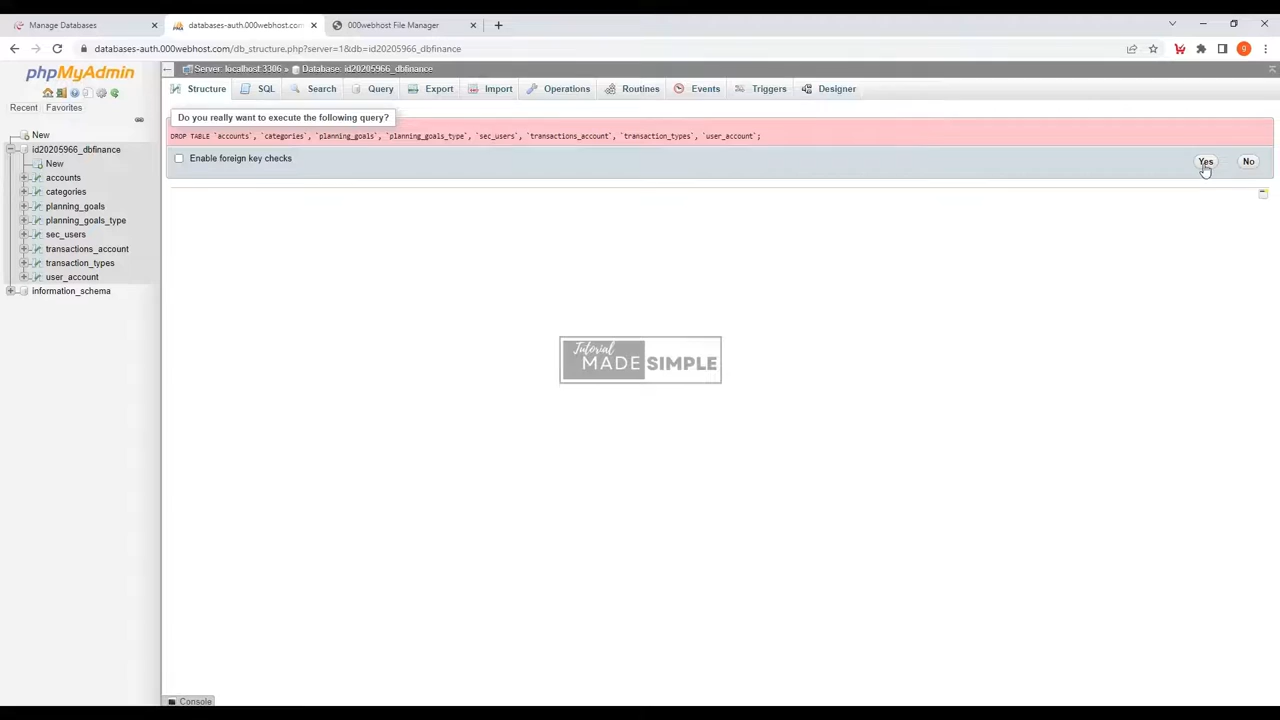 Manage Databases
databases-auth.000webhost.com
000webhost File Manager
databases-auth.000webhost.com/db_structure.php?server=1&db=id20205966_dbfinance
9
phpMyAdmin
Recent Favorites
New
id20205966_dbfinance
New
accounts
categories
planning_goals
planning_goals_type
sec_users
transactions_account
transaction_types
user_account
information_schema
Server: localhost:3306 » Database: id20205966_dbfinance
Structure SQL Search Query Export Import Operations Routines Events Triggers Designer
Do you really want to execute the following query?
DROP TABLE `accounts`, `categories`, `planning_goals`, `planning_goals_type`, `sec_users`, `transactions_account`, `transaction_types`, `user_account`;
Enable foreign key checks
Yes No
Tutorial
MADE SIMPLE
Console